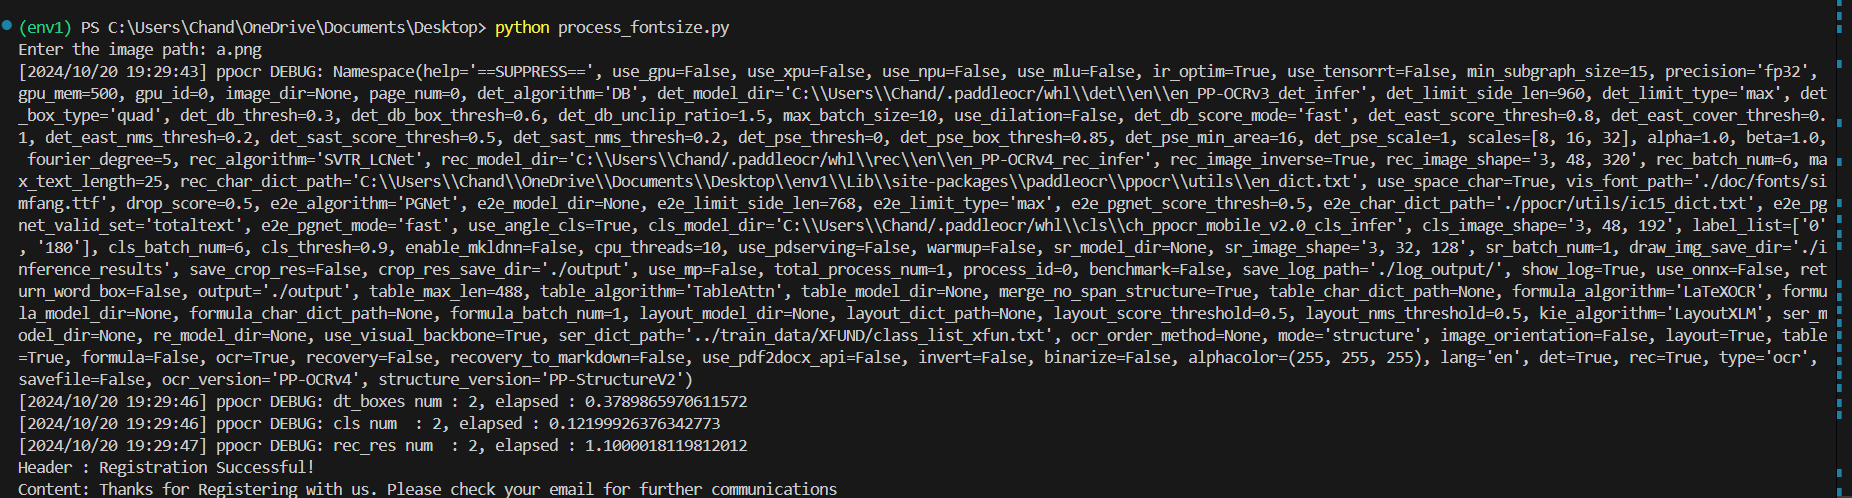 (env1) PS C:\Users\Chand\OneDrive\Documents\Desktop> python process_fontsize.py
Enter the image path: a.png
[2024/10/20 19:29:43] ppocr DEBUG: Namespace(help='==SUPPRESS==', use_gpu=False, use_xpu=False, use_npu=False, use_mlu=False, ir_optim=True, use_tensorrt=False, min_subgraph_size=15, precision='fp32',
gpu_mem=500, gpu_id=0, image_dir=None, page_num=0, det_algorithm='DB', det_model_dir='C:\\Users\\Chand/.paddleocr/whl\\det\\en\\en_PP-OCRv3_det_infer', det_limit_side_len=960, det_limit_type='max', det
_box_type='quad', det_db_thresh=0.3, det_db_box_thresh=0.6, det_db_unclip_ratio=1.5, max_batch_size=10, use_dilation=False, det_db_score_mode='fast', det_east_score_thresh=0.8, det_east_cover_thresh=0.
1, det_east_nms_thresh=0.2, det_sast_score_thresh=0.5, det_sast_nms_thresh=0.2, det_pse_thresh=0, det_pse_box_thresh=0.85, det_pse_min_area=16, det_pse_scale=1, scales=[8, 16, 32], alpha=1.0, beta=1.0,
fourier_degree=5, rec_algorithm='SVTR_LCNet', rec_model_dir='C:\\Users\\Chand/.paddleocr/whl\\rec\\en\\en_PP-OCRv4_rec_infer', rec_image_inverse=True, rec_image_shape='3, 48, 320', rec_batch_num=6, ma
x_text_length=25, rec_char_dict_path='C:\\Users\\Chand\\OneDrive\\Documents\\Desktop\\env1\\Lib\\site-packages\\paddleocr\\ppocr\\utils\\en_dict.txt', use_space_char=True, vis_font_path='./doc/fonts/si
mfang.ttf', drop_score=0.5, e2e_algorithm='PGNet', e2e_model_dir=None, e2e_limit_side_len=768, e2e_limit_type='max', e2e_pgnet_score_thresh=0.5, e2e_char_dict_path='./ppocr/utils/ic15_dict.txt', e2e_pg
net_valid_set='totaltext', e2e_pgnet_mode='fast', use_angle_cls=True, cls_model_dir='C:\\Users\\Chand/.paddleocr/whl\\cls\\ch_ppocr_mobile_v2.0_cls_infer', cls_image_shape='3, 48, 192', label_list=['0'
, '180'], cls_batch_num=6, cls_thresh=0.9, enable_mkldnn=False, cpu_threads=10, use_pdserving=False, warmup=False, sr_model_dir=None, sr_image_shape='3, 32, 128', sr_batch_num=1, draw_img_save_dir='./i
nference_results', save_crop_res=False, crop_res_save_dir='./output', use_mp=False, total_process_num=1, process_id=0, benchmark=False, save_log_path='./log_output/', show_log=True, use_onnx=False, ret
urn_word_box=False, output='./output', table_max_len=488, table_algorithm='TableAttn', table_model_dir=None, merge_no_span_structure=True, table_char_dict_path=None, formula_algorithm='LaTeXOCR', formu
la_model_dir=None, formula_char_dict_path=None, formula_batch_num=1, layout_model_dir=None, layout_dict_path=None, layout_score_threshold=0.5, layout_nms_threshold=0.5, kie_algorithm='LayoutXLM', ser_m
odel_dir=None, re_model_dir=None, use_visual_backbone=True, ser_dict_path='../train_data/XFUND/class_list_xfun.txt', ocr_order_method=None, mode='structure', image_orientation=False, layout=True, table
=True, formula=False, ocr=True, recovery=False, recovery_to_markdown=False, use_pdf2docx_api=False, invert=False, binarize=False, alphacolor=(255, 255, 255), lang='en', det=True, rec=True, type='ocr',
savefile=False, ocr_version='PP-OCRv4', structure_version='PP-StructureV2')
[2024/10/20 19:29:46] ppocr DEBUG: dt_boxes num : 2, elapsed : 0.3789865970611572
[2024/10/20 19:29:46] ppocr DEBUG: cls num  : 2, elapsed : 0.12199926376342773
[2024/10/20 19:29:47] ppocr DEBUG: rec_res num  : 2, elapsed : 1.1000018119812012
Header : Registration Successful!
Content: Thanks for Registering with us. Please check your email for further communications